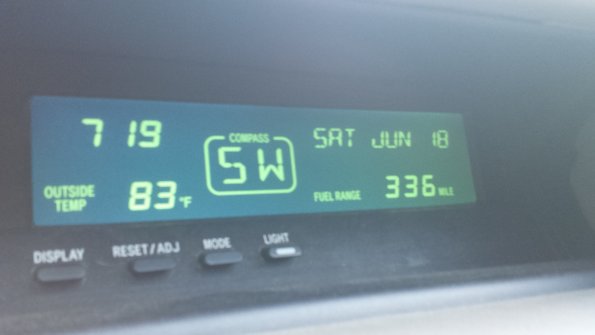 7 19
COMPASS
SW
SAT JUN 18
OUTSIDE
TEMP
83°F
FUEL RANGE
336 MILE
DISPLAY
RESET/ADJ
MODE
LIGHT